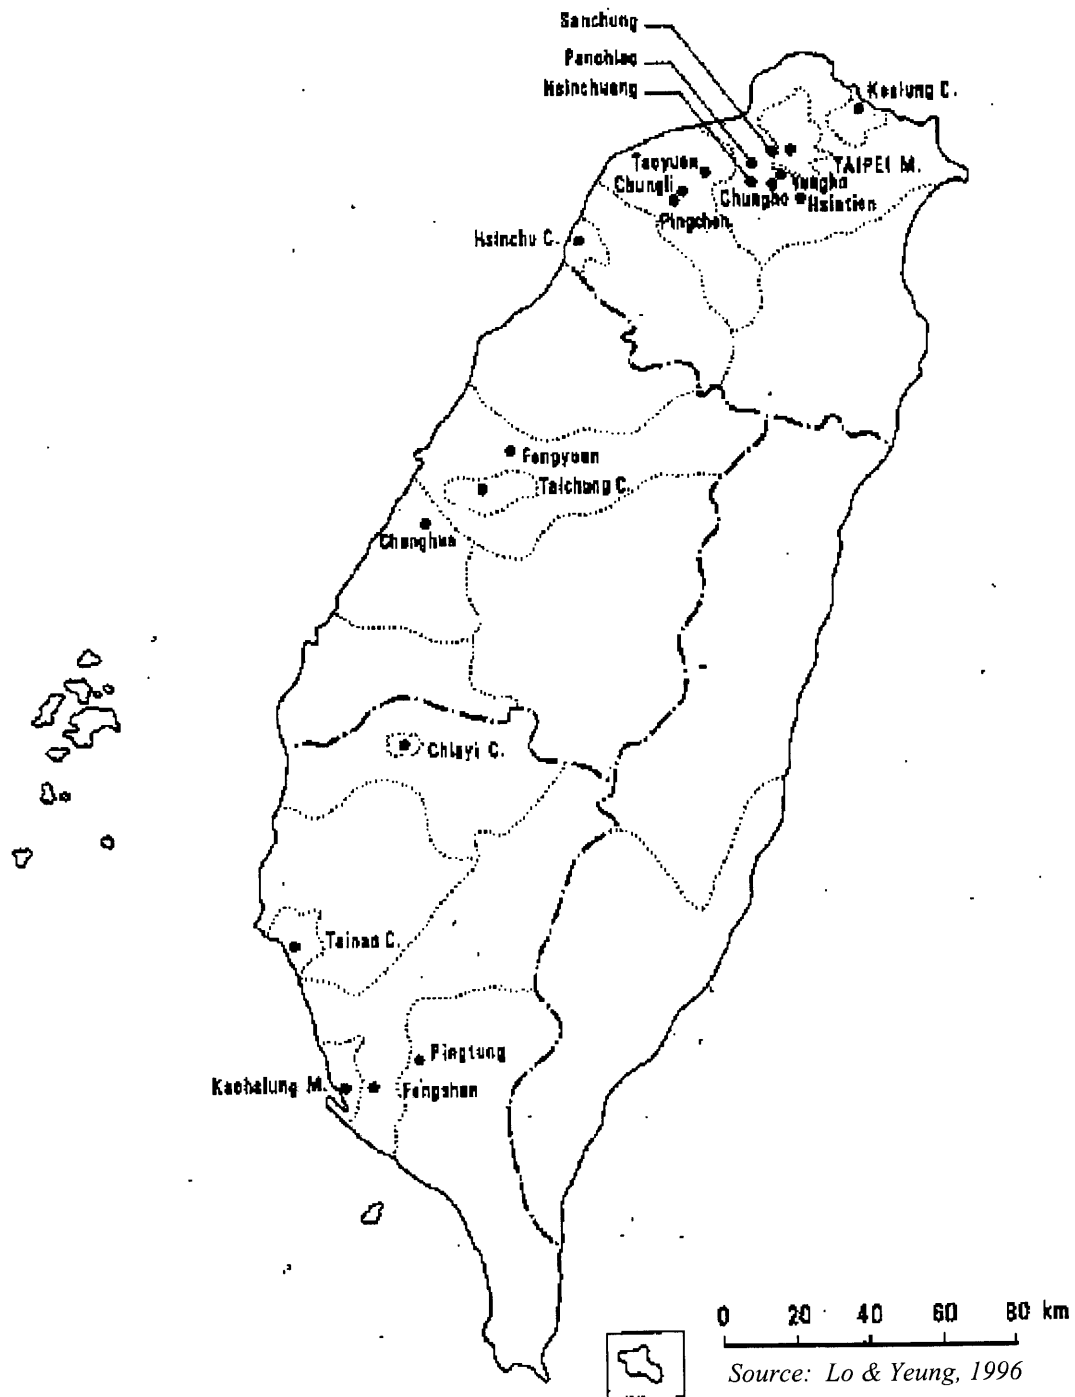 Sanchung
Panchiao
Hsinchuang
Keelung C.
Taoyuan
TAIPEI M.
Chungli
Yungho
Chungho
Hsintien
Pingchen
Hsinchu C.
Fengyuan
Taichung C.
Changhua
Chiayi C.
Tainan C.
Pingtung
Kaohsiung M.
Fengshan
0 20 40 60 80 km
Source: Lo & Yeung, 1996